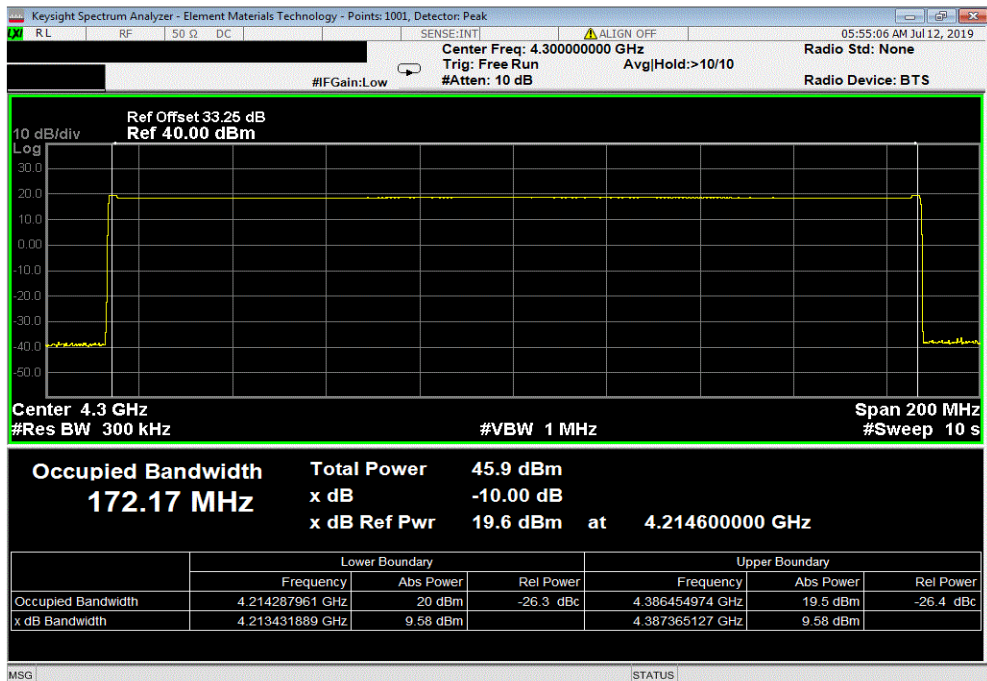 Keysight Spectrum Analyzer - Element Materials Technology - Points: 1001, Detector: Peak
LXI RL RF 50 Ω DC SENSE:INT ALIGN OFF 05:55:06 AM Jul 12, 2019
Center Freq: 4.300000000 GHz Radio Std: None
Trig: Free Run Avg|Hold:>10/10
#IFGain:Low #Atten: 10 dB Radio Device: BTS
Ref Offset 33.25 dB
10 dB/div Ref 40.00 dBm
Log
30.0
20.0
10.0
0.00
-10.0
-20.0
-30.0
-40.0
-50.0
Center 4.3 GHz Span 200 MHz
#Res BW 300 kHz #VBW 1 MHz #Sweep 10 s
Occupied Bandwidth Total Power 45.9 dBm
172.17 MHz x dB -10.00 dB
x dB Ref Pwr 19.6 dBm at 4.214600000 GHz
Lower Boundary Upper Boundary
Frequency Abs Power Rel Power Frequency Abs Power Rel Power
Occupied Bandwidth 4.214287961 GHz 20 dBm -26.3 dBc 4.386454974 GHz 19.5 dBm -26.4 dBc
x dB Bandwidth 4.213431889 GHz 9.58 dBm 4.387365127 GHz 9.58 dBm
MSG STATUS